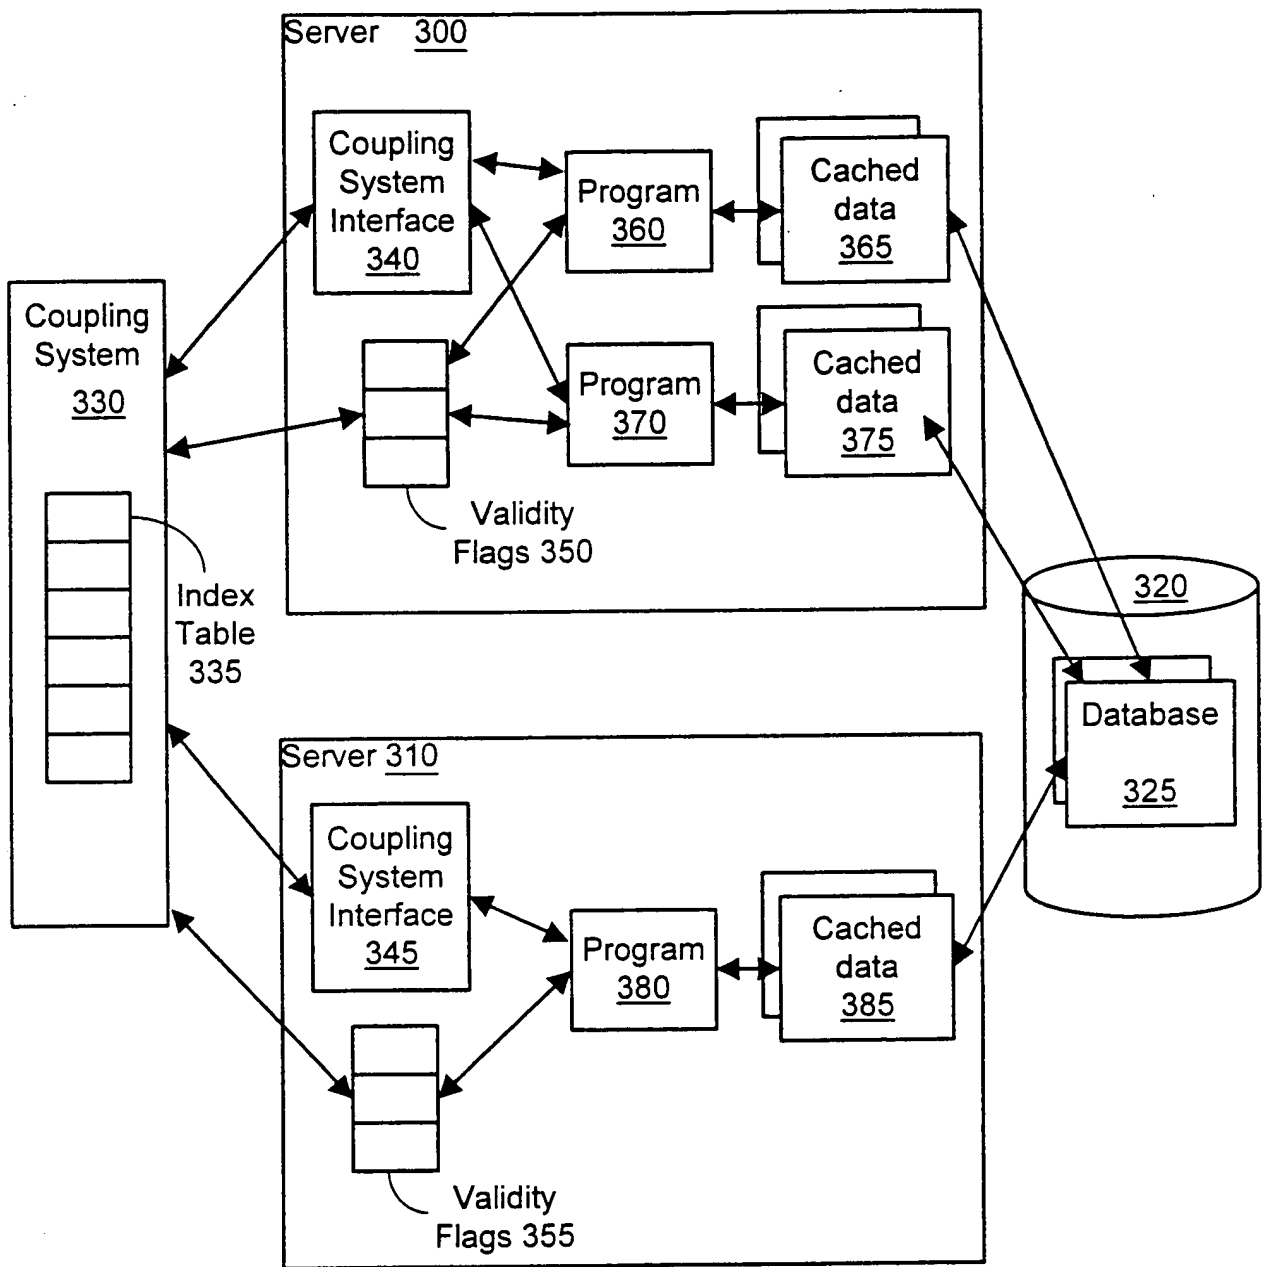 Server 300
Coupling
System
Interface
340
Program
360
Cached
data
365
Coupling
System
330
Program
370
Cached
data
375
Validity
Flags 350
Index
Table
335
320
Database
325
Server 310
Coupling
System
Interface
345
Program
380
Cached
data
385
Validity
Flags 355